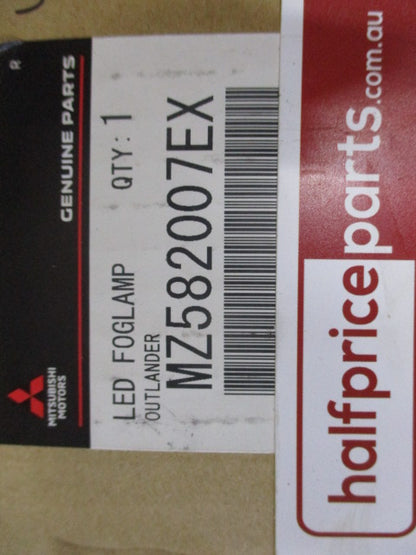 R
MITSUBISHI
MOTORS
GENUINE PARTS
LED FOGLAMP QTY:1
OUTLANDER
MZ582007EX
halfpriceparts.com.au